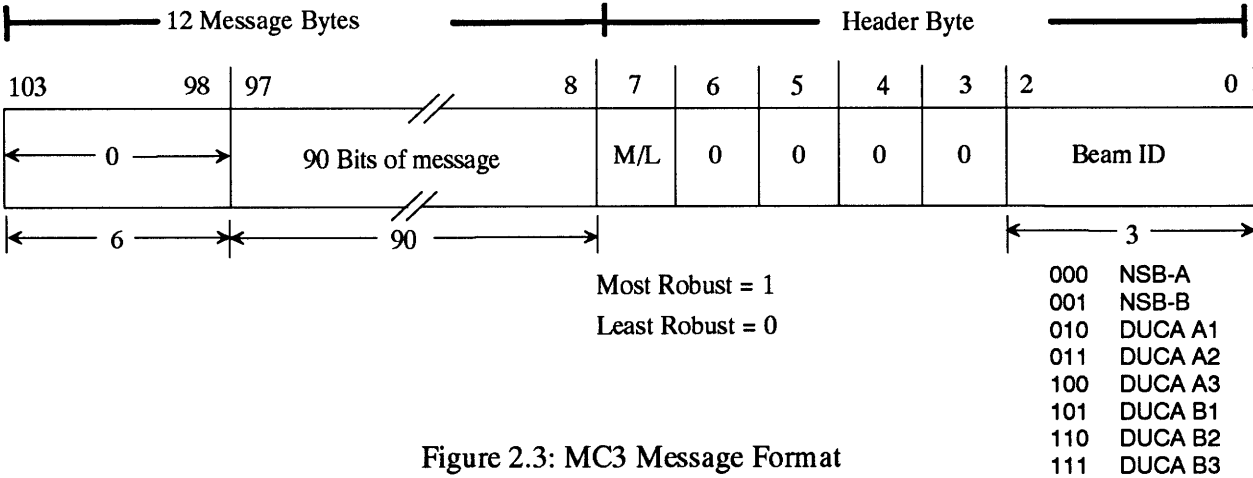 12 Message Bytes Header Byte
103 98 97 8 7 6 5 4 3 2 0
0 90 Bits of message M/L 0 0 0 0 Beam ID
6 90 3
Most Robust = 1
Least Robust = 0
000 NSB-A
001 NSB-B
010 DUCA A1
011 DUCA A2
100 DUCA A3
101 DUCA B1
110 DUCA B2
111 DUCA B3
Figure 2.3: MC3 Message Format